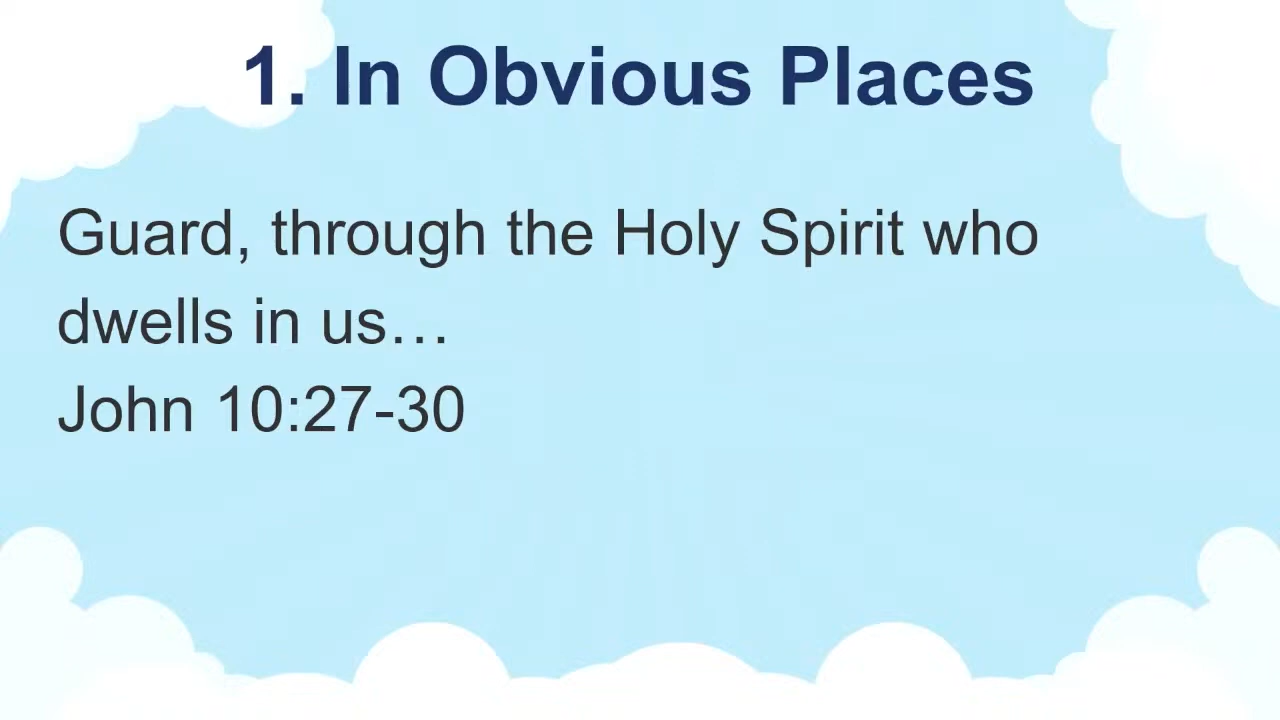 1. In Obvious Places
Guard, through the Holy Spirit who
dwells in us…
John 10:27-30